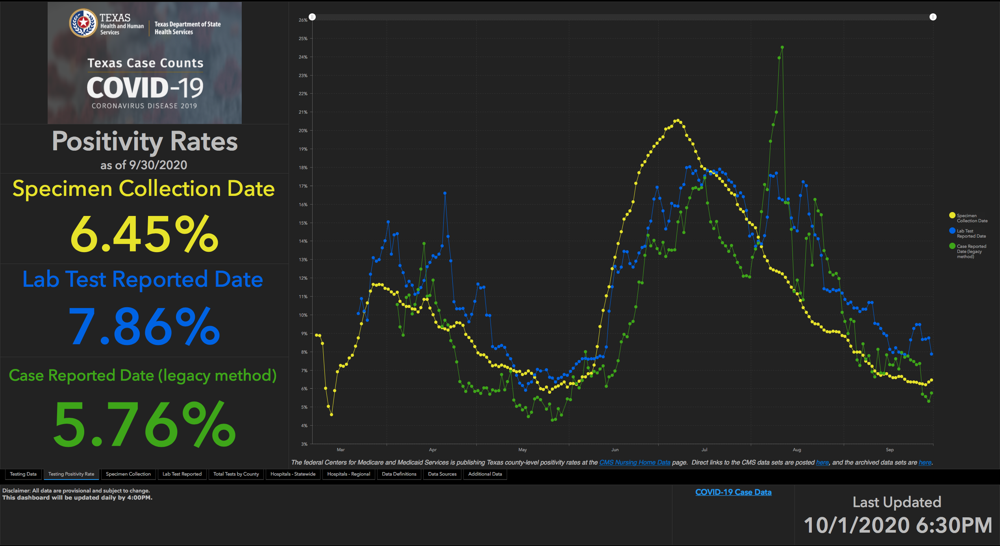 TEXAS
Health and Human
Services
Texas Department of State
Health Services
Texas Case Counts
COVID-19
CORONAVIRUS DISEASE 2019
Positivity Rates
as of 9/30/2020
Specimen Collection Date
6.45%
Lab Test Reported Date
7.86%
Case Reported Date (legacy method)
5.76%
26%
25%
24%
23%
22%
21%
20%
19%
18%
17%
16%
15%
14%
13%
12%
11%
10%
9%
8%
7%
6%
5%
4%
3%
Mar
Apr
May
Jun
Jul
Aug
Sep
Specimen
Collection Date
Lab Test
Reported Date
Case Reported
Date (legacy
method)
The federal Centers for Medicare and Medicaid Services is publishing Texas county-level positivity rates at the CMS Nursing Home Data page. Direct links to the CMS data sets are posted here, and the archived data sets are here.
Testing Data
Testing Positivity Rate
Specimen Collection
Lab Test Reported
Total Tests by County
Hospitals - Statewide
Hospitals - Regional
Data Definitions
Data Sources
Additional Data
Disclaimer: All data are provisional and subject to change.
This dashboard will be updated daily by 4:00PM.
COVID-19 Case Data
Last Updated
10/1/2020 6:30PM